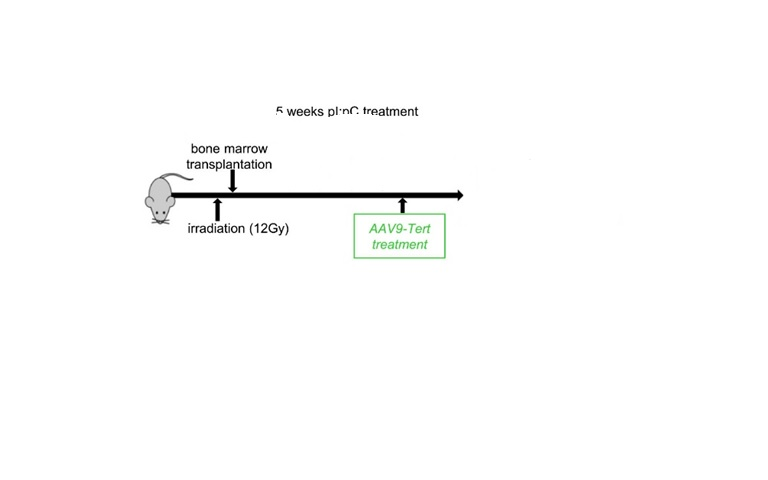 5 weeks pI:pC treatment
bone marrow
transplantation
irradiation (12Gy)
AAV9-Tert
treatment